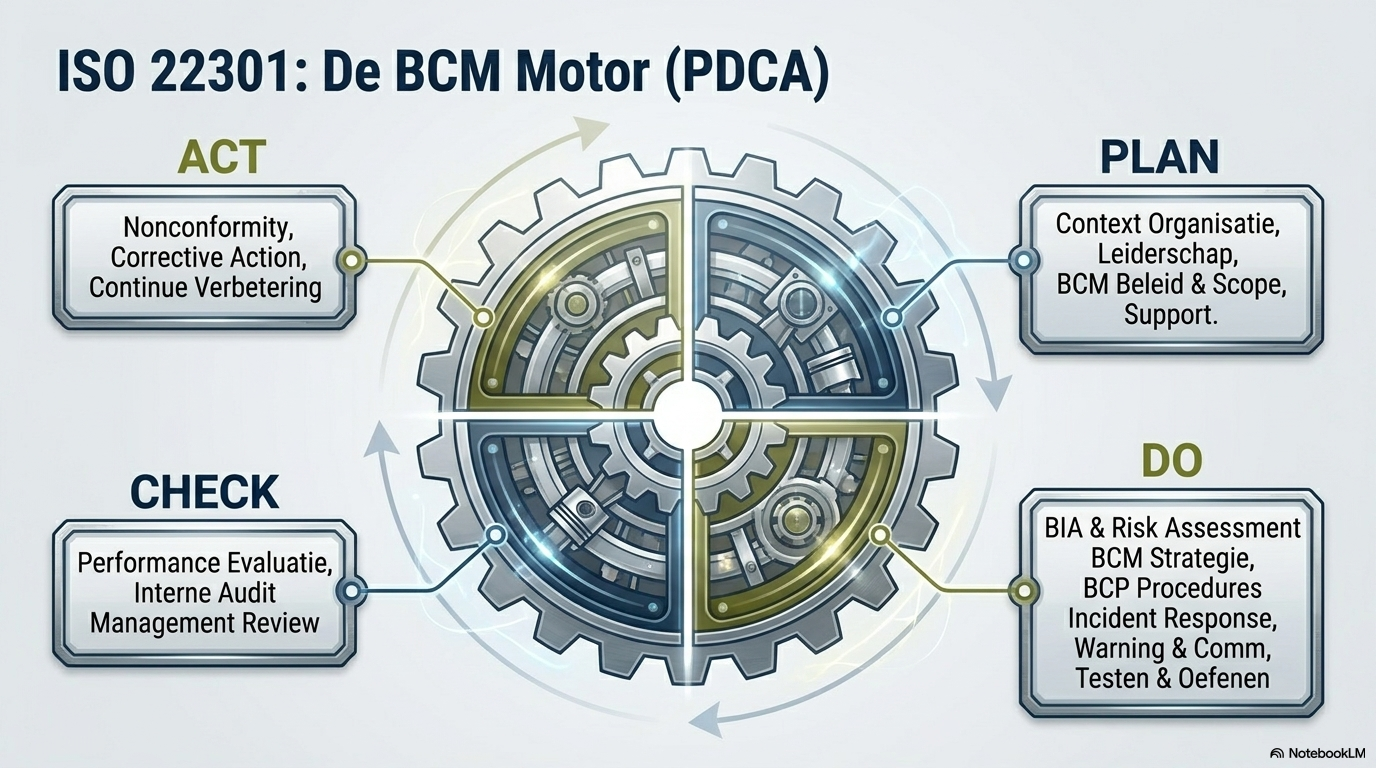 ISO 22301: De BCM Motor (PDCA)
ACT
Nonconformity,
Corrective Action,
Continue Verbetering
PLAN
Context Organisatie,
Leiderschap,
BCM Beleid & Scope,
Support.
CHECK
Performance Evaluatie,
Interne Audit
Management Review
DO
BIA & Risk Assessment
BCM Strategie,
BCP Procedures
Incident Response,
Warning & Comm,
Testen & Oefenen
NotebookLM